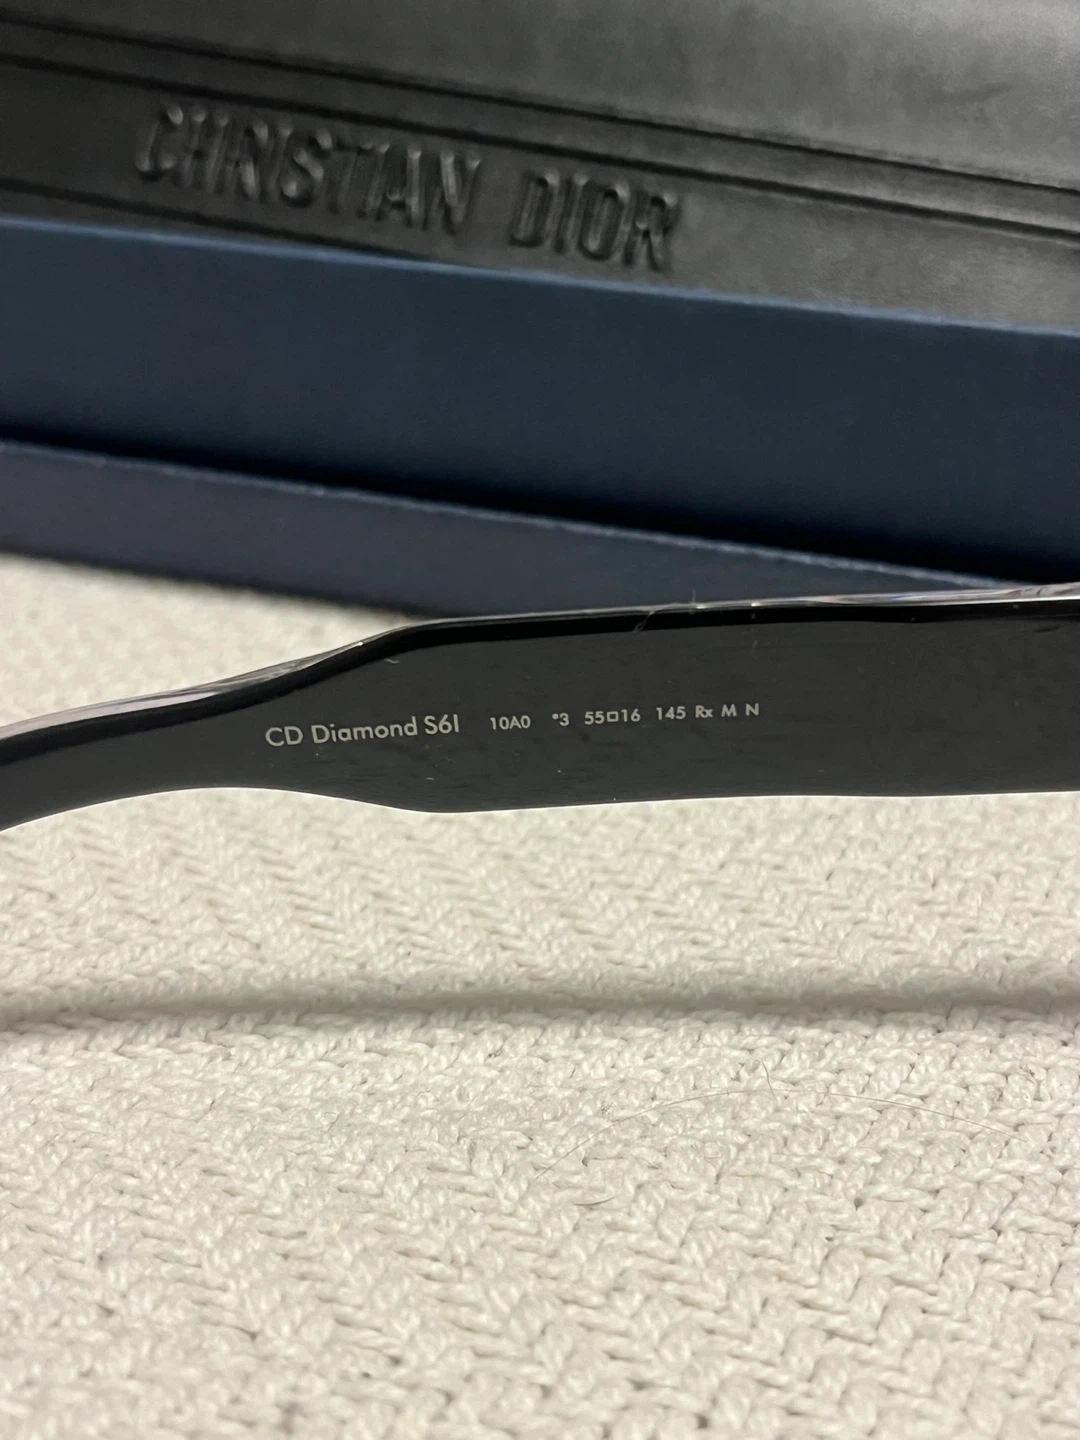 CHRISTIAN DIOR
CD Diamond S6I 10A0 *3 55□16 145 Rx M N